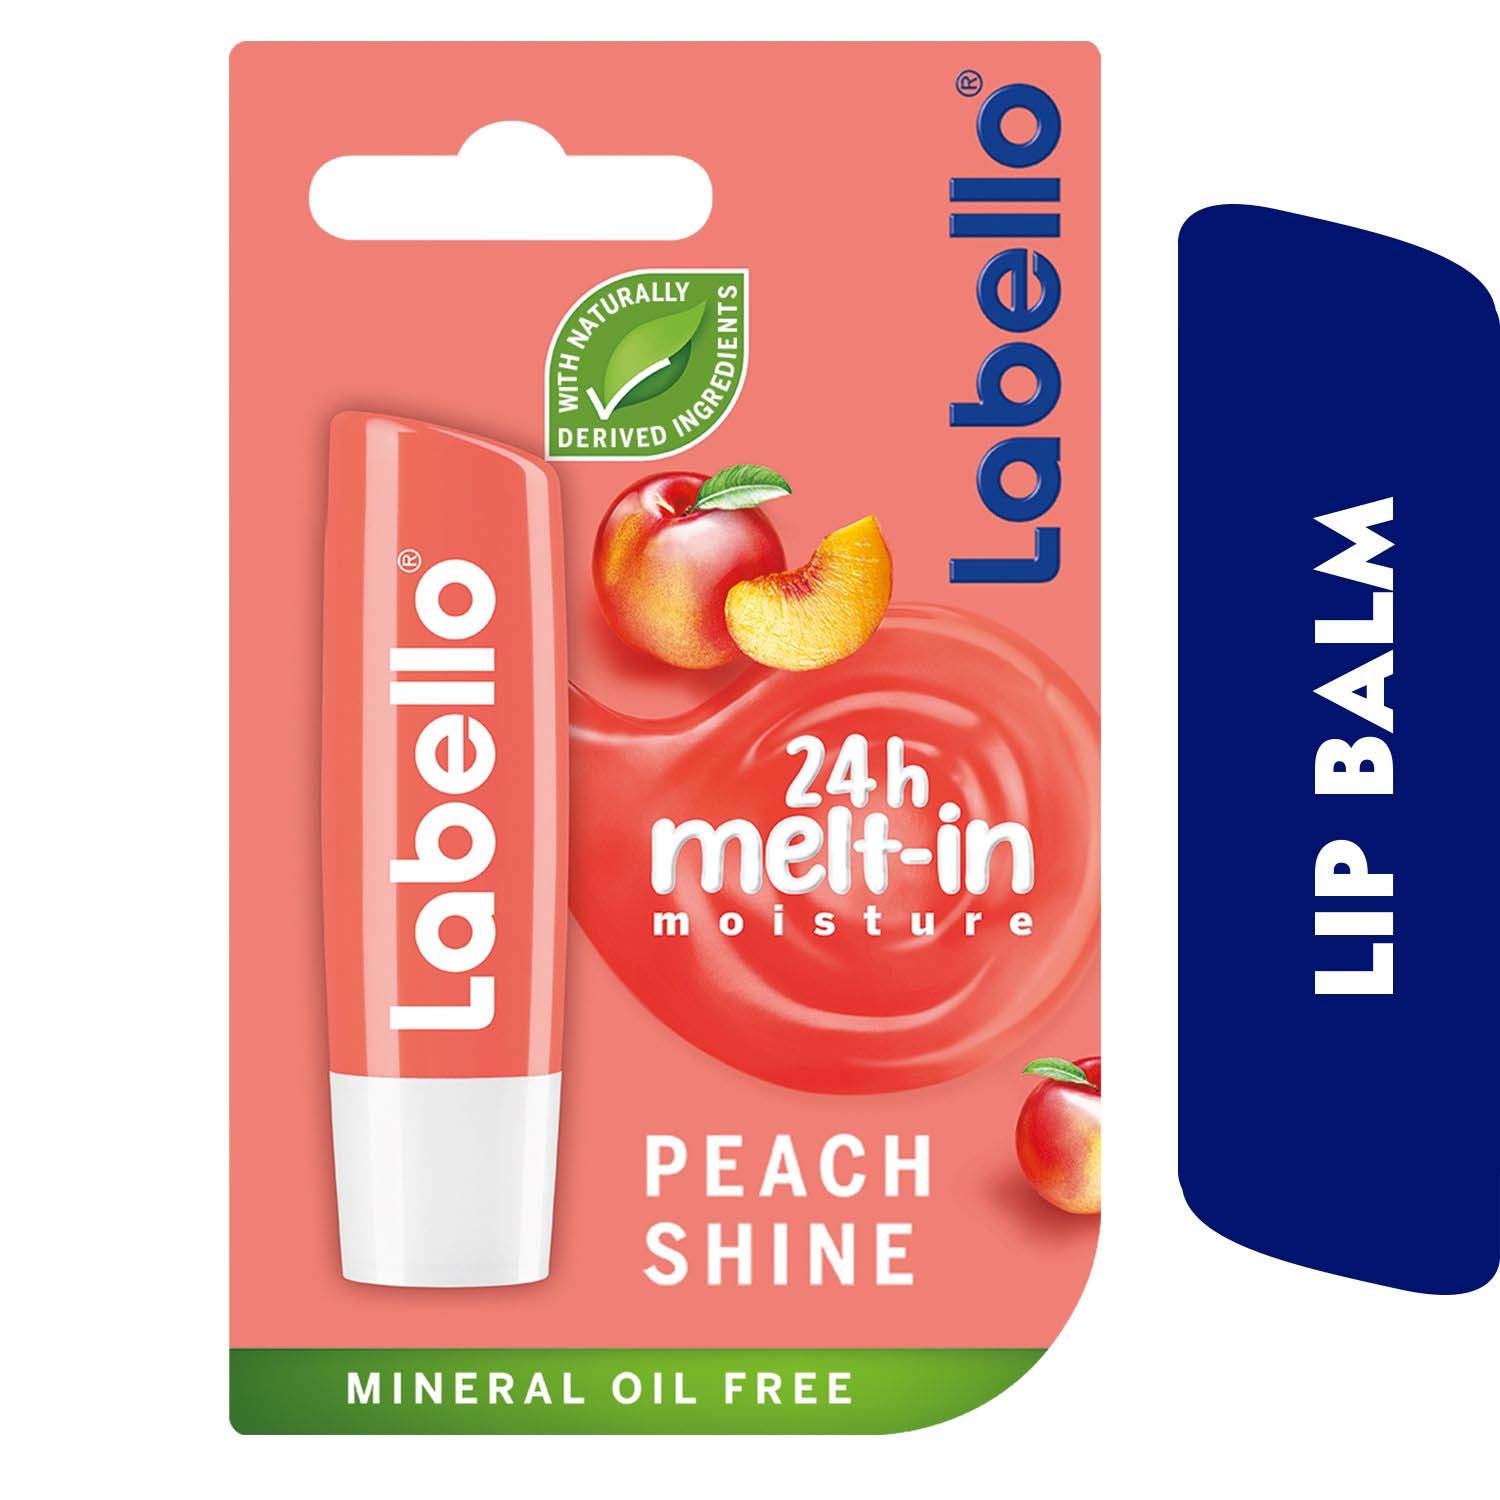 Labello®
WITH NATURALLY
DERIVED INGREDIENTS
Labello®
24h
melt-in
moisture
PEACH
SHINE
MINERAL OIL FREE
LIP BALM